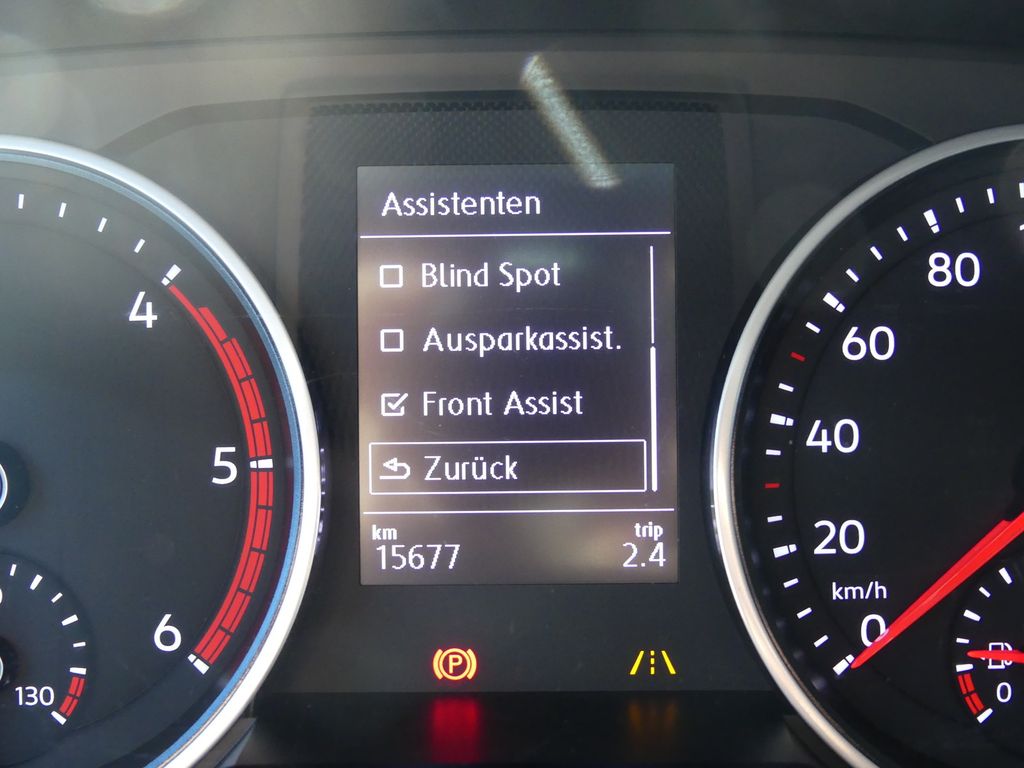 Assistenten
Blind Spot
Ausparkassist.
Front Assist
Zurück
km
trip
15677
2.4
4
5
6
130
80
60
40
20
km/h
0
0
P